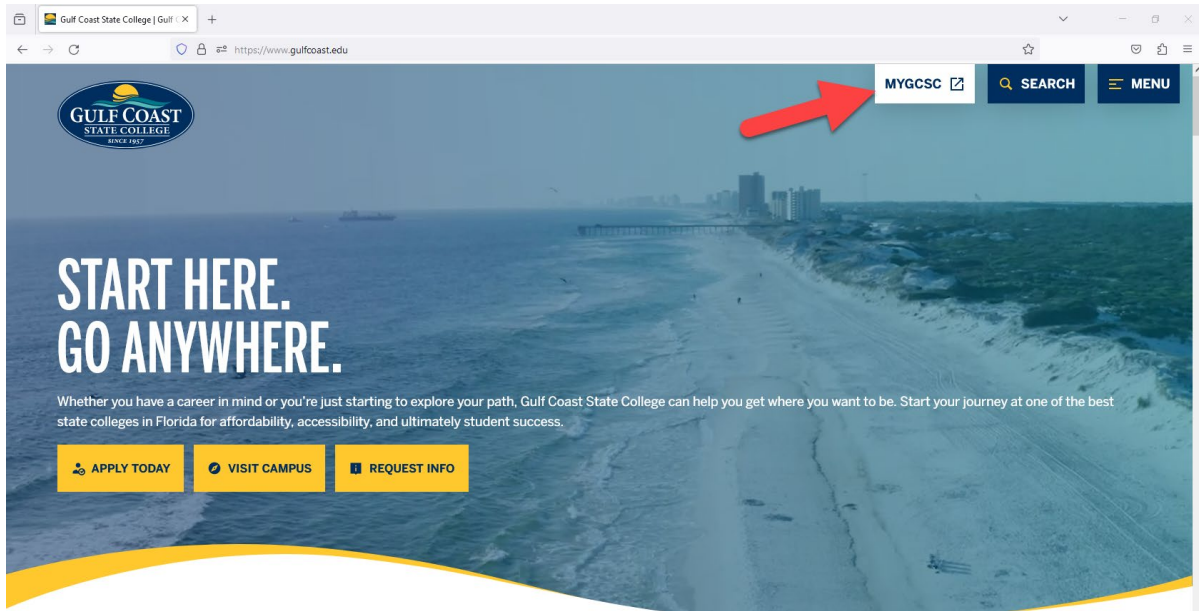 Gulf Coast State College | Gulf C
https://www.gulfcoast.edu
GULF COAST
STATE COLLEGE
SINCE 1957
MYGCSC
SEARCH
MENU
START HERE.
GO ANYWHERE.
Whether you have a career in mind or you're just starting to explore your path, Gulf Coast State College can help you get where you want to be. Start your journey at one of the best
state colleges in Florida for affordability, accessibility, and ultimately student success.
APPLY TODAY
VISIT CAMPUS
REQUEST INFO